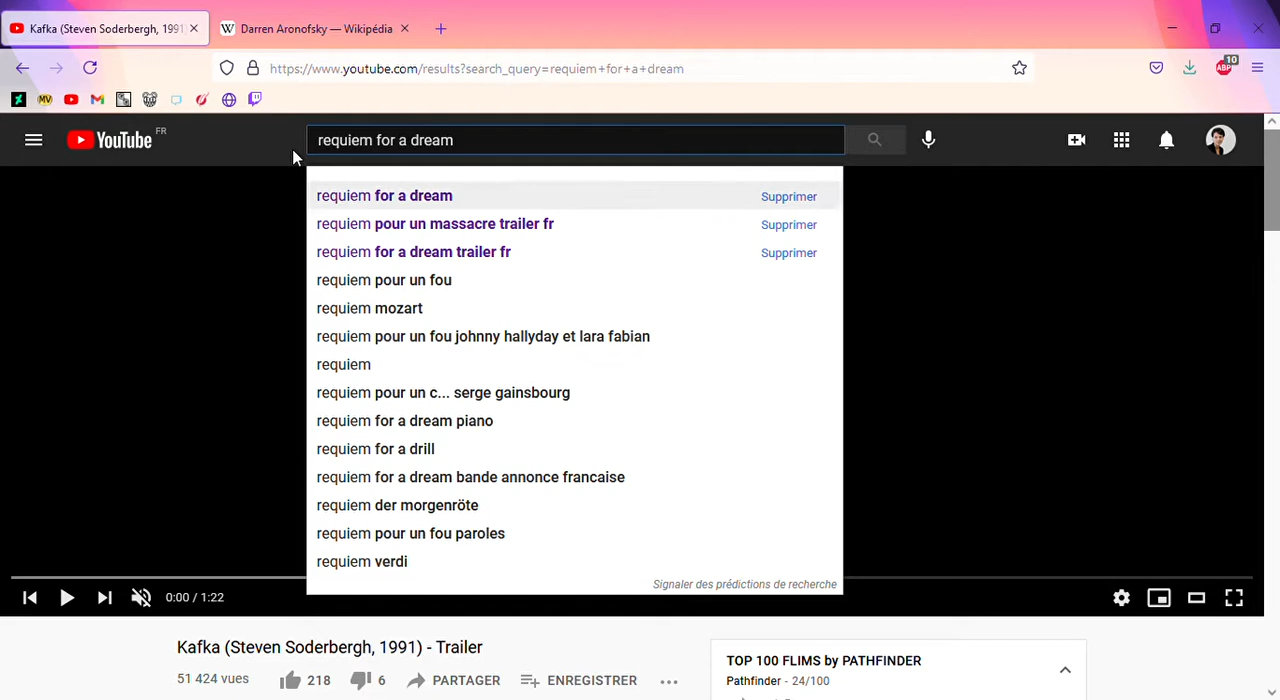 Kafka (Steven Soderbergh, 1991)
W Darren Aronofsky — Wikipédia
https://www.youtube.com/results?search_query=requiem+for+a+dream
ABP 10
MV
YouTube FR
requiem for a dream
requiem for a dream Supprimer
requiem pour un massacre trailer fr Supprimer
requiem for a dream trailer fr Supprimer
requiem pour un fou
requiem mozart
requiem pour un fou johnny hallyday et lara fabian
requiem
requiem pour un c... serge gainsbourg
requiem for a dream piano
requiem for a drill
requiem for a dream bande annonce francaise
requiem der morgenröte
requiem pour un fou paroles
requiem verdi
Signaler des prédictions de recherche
0:00 / 1:22
Kafka (Steven Soderbergh, 1991) - Trailer
51 424 vues 218 6 PARTAGER ENREGISTRER
TOP 100 FLIMS by PATHFINDER
Pathfinder - 24/100